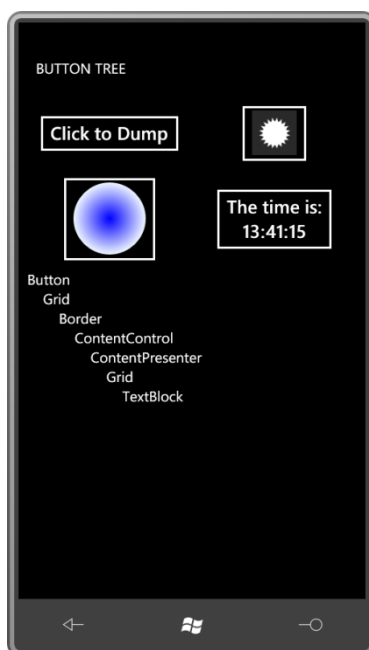 BUTTON TREE
Click to Dump
The time is:
13:41:15
Button
Grid
Border
ContentControl
ContentPresenter
Grid
TextBlock